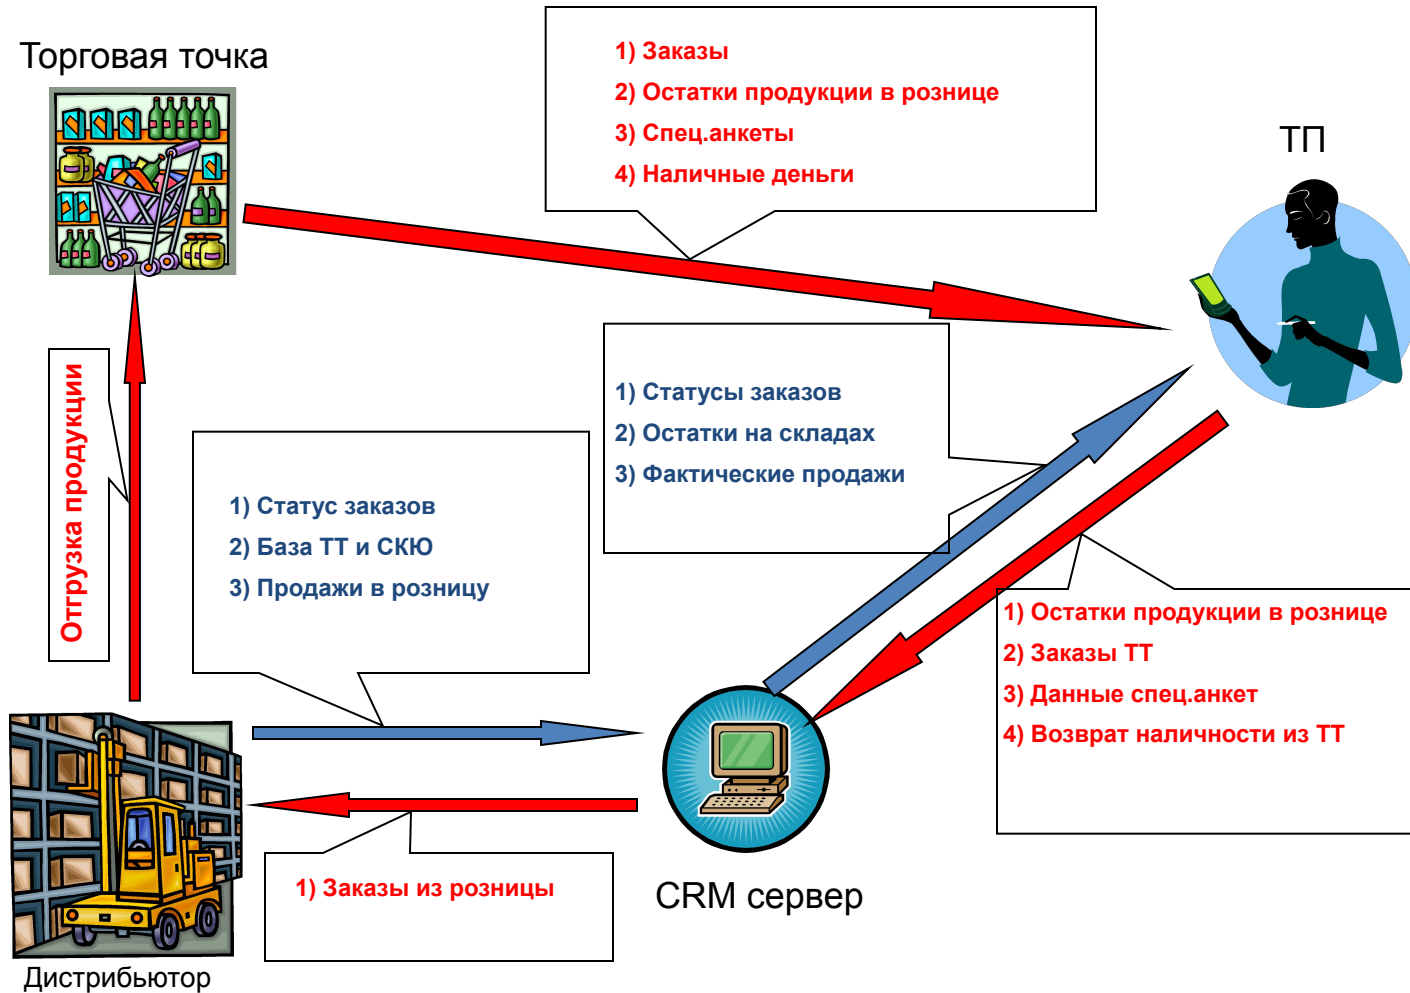 Торговая точка
1) Заказы
2) Остатки продукции в рознице
3) Спец.анкеты
4) Наличные деньги
ТП
Отгрузка продукции
1) Статусы заказов
2) Остатки на складах
3) Фактические продажи
1) Статус заказов
2) База ТТ и СКЮ
3) Продажи в розницу
1) Остатки продукции в рознице
2) Заказы ТТ
3) Данные спец.анкет
4) Возврат наличности из ТТ
1) Заказы из розницы
CRM сервер
Дистрибьютор